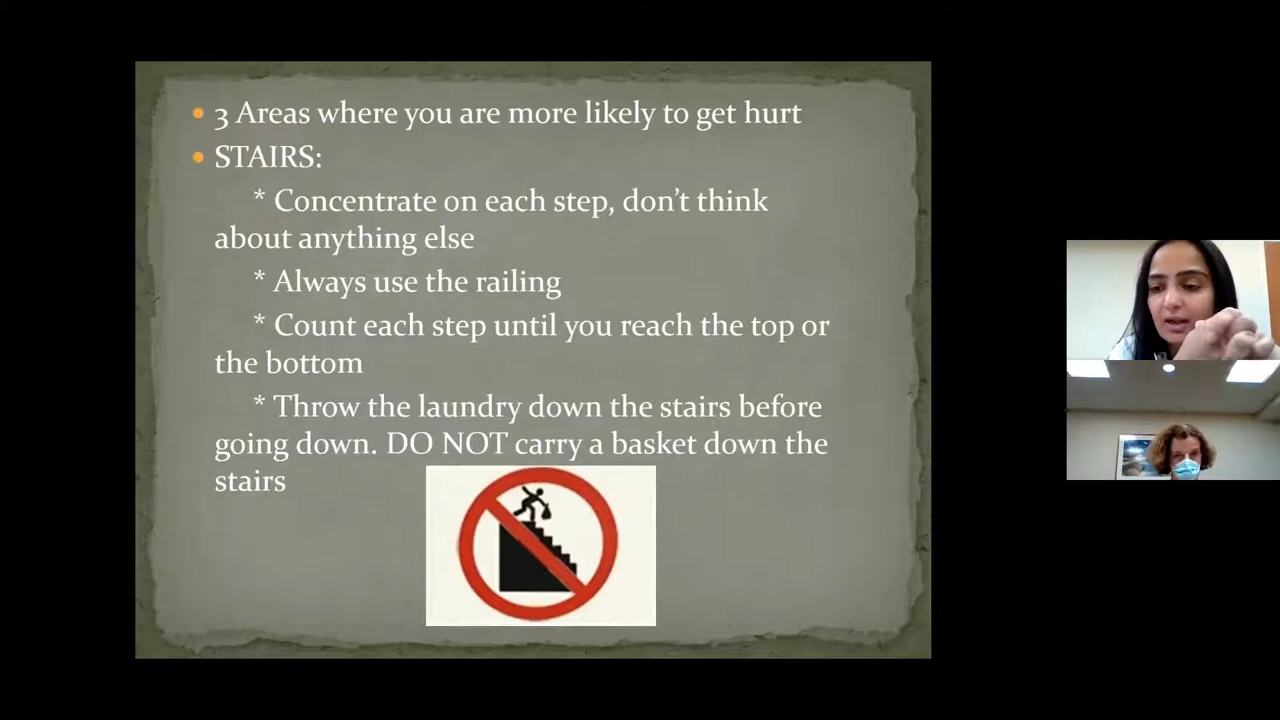 3 Areas where you are more likely to get hurt
STAIRS:
* Concentrate on each step, don’t think
about anything else
* Always use the railing
* Count each step until you reach the top or
the bottom
* Throw the laundry down the stairs before
going down. DO NOT carry a basket down the
stairs